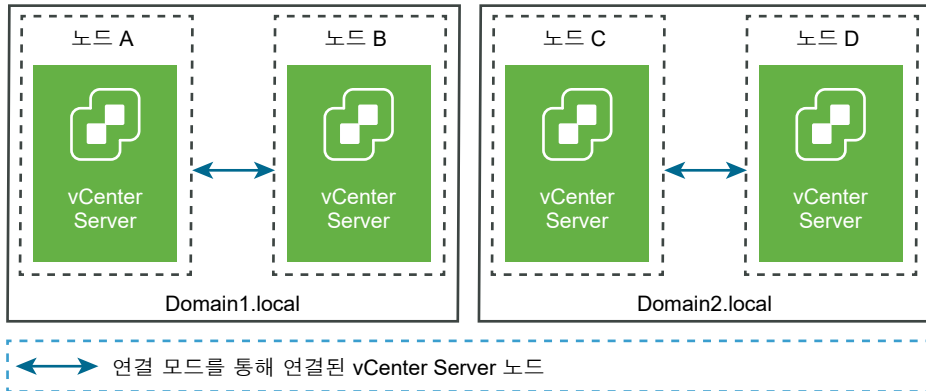 노드 A
노드 B
노드 C
노드 D
vCenter
Server
vCenter
Server
vCenter
Server
vCenter
Server
Domain1.local
Domain2.local
연결 모드를 통해 연결된 vCenter Server 노드